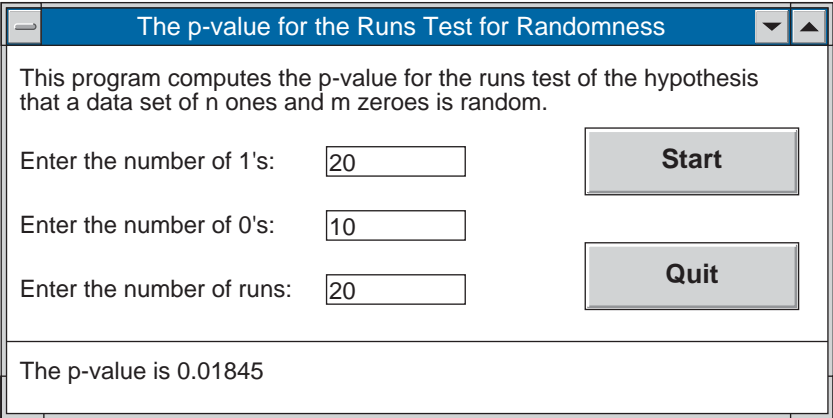 The p-value for the Runs Test for Randomness
This program computes the p-value for the runs test of the hypothesis
that a data set of n ones and m zeroes is random.
Enter the number of 1's:
20
Start
Enter the number of 0's:
10
Enter the number of runs:
20
Quit
The p-value is 0.01845